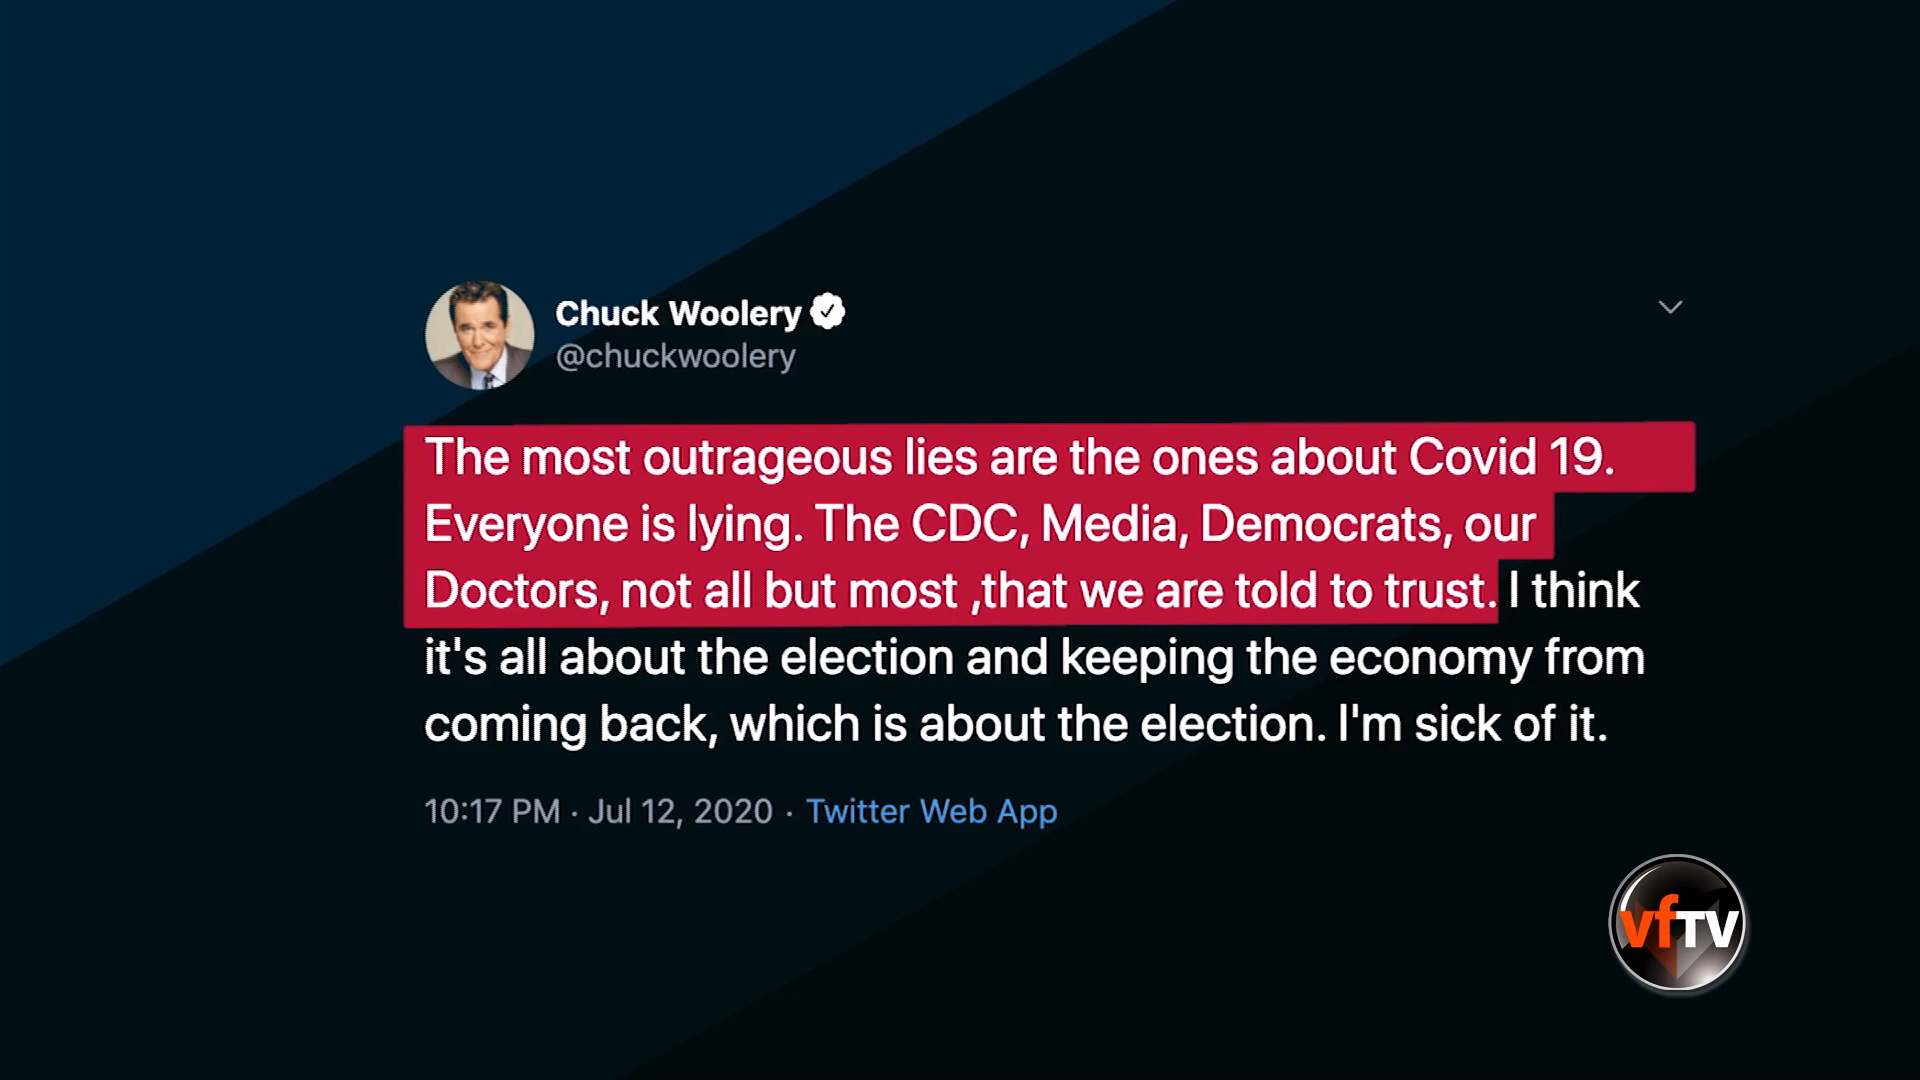 Chuck Woolery
@chuckwoolery
The most outrageous lies are the ones about Covid 19.
Everyone is lying. The CDC, Media, Democrats, our
Doctors, not all but most ,that we are told to trust. I think
it's all about the election and keeping the economy from
coming back, which is about the election. I'm sick of it.
10:17 PM · Jul 12, 2020 · Twitter Web App
vfTV